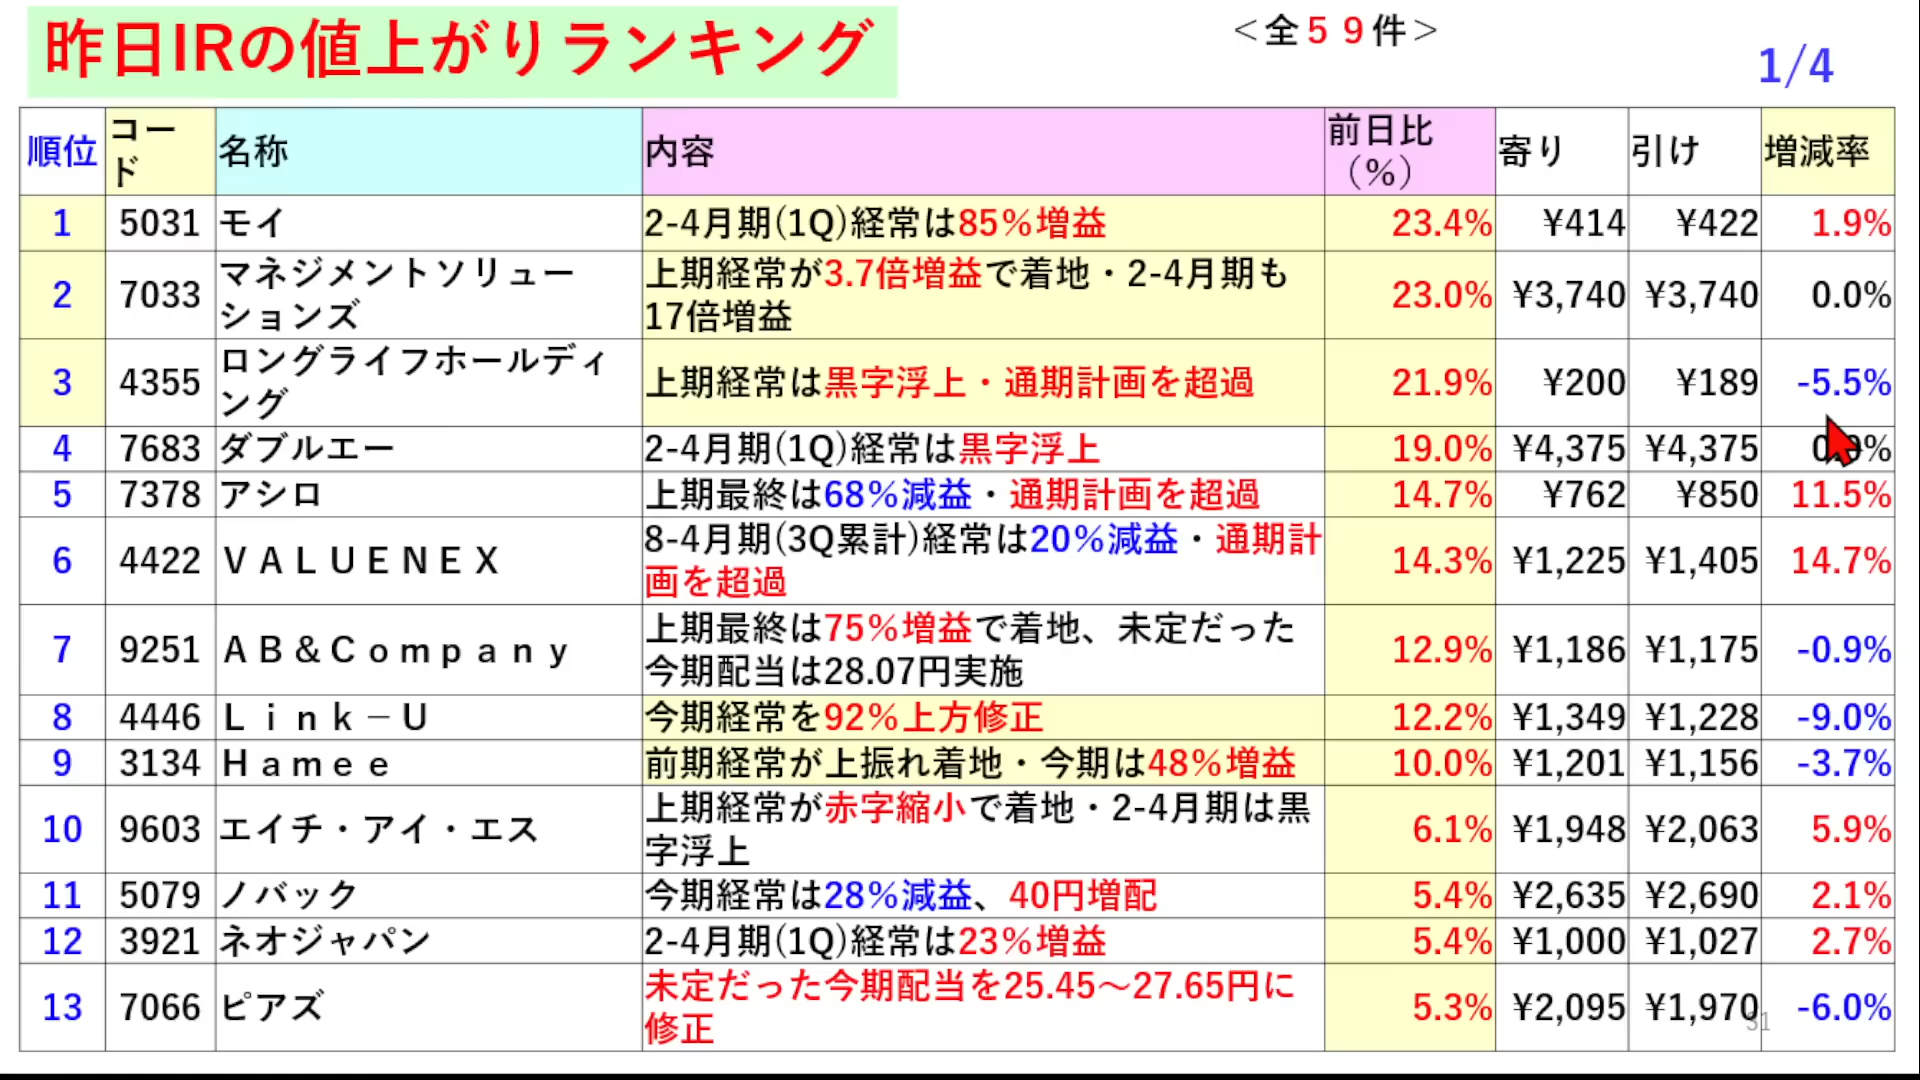 昨日IRの値上がりランキング
＜全５９件＞
1/4
順位 コード 名称 内容 前日比（％） 寄り 引け 増減率
1 5031 モイ 2-4月期(1Q)経常は85％増益 23.4% ¥414 ¥422 1.9%
2 7033 マネジメントソリューションズ 上期経常が3.7倍増益で着地・2-4月期も17倍増益 23.0% ¥3,740 ¥3,740 0.0%
3 4355 ロングライフホールディング 上期経常は黒字浮上・通期計画を超過 21.9% ¥200 ¥189 -5.5%
4 7683 ダブルエー 2-4月期(1Q)経常は黒字浮上 19.0% ¥4,375 ¥4,375
5 7378 アシロ 上期最終は68％減益・通期計画を超過 14.7% ¥762 ¥850 11.5%
6 4422 ＶＡＬＵＥＮＥＸ 8-4月期(3Q累計)経常は20％減益・通期計画を超過 14.3% ¥1,225 ¥1,405 14.7%
7 9251 ＡＢ＆Ｃｏｍｐａｎｙ 上期最終は75％増益で着地、未定だった今期配当は28.07円実施 12.9% ¥1,186 ¥1,175 -0.9%
8 4446 Ｌｉｎｋ－Ｕ 今期経常を92％上方修正 12.2% ¥1,349 ¥1,228 -9.0%
9 3134 Ｈａｍｅｅ 前期経常が上振れ着地・今期は48％増益 10.0% ¥1,201 ¥1,156 -3.7%
10 9603 エイチ・アイ・エス 上期経常が赤字縮小で着地・2-4月期は黒字浮上 6.1% ¥1,948 ¥2,063 5.9%
11 5079 ノバック 今期経常は28％減益、40円増配 5.4% ¥2,635 ¥2,690 2.1%
12 3921 ネオジャパン 2-4月期(1Q)経常は23％増益 5.4% ¥1,000 ¥1,027 2.7%
13 7066 ピアズ 未定だった今期配当を25.45～27.65円に修正 5.3% ¥2,095 ¥1,970 -6.0%
31